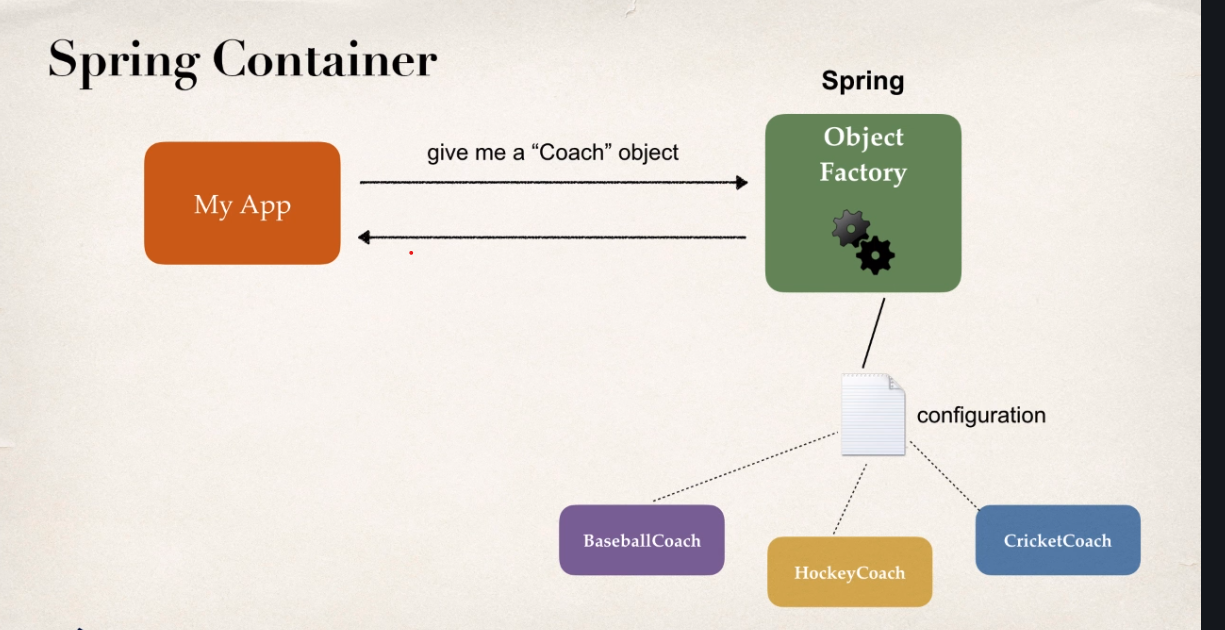 Spring Container
Spring
Object
Factory
give me a “Coach” object
My App
configuration
BaseballCoach
HockeyCoach
CricketCoach